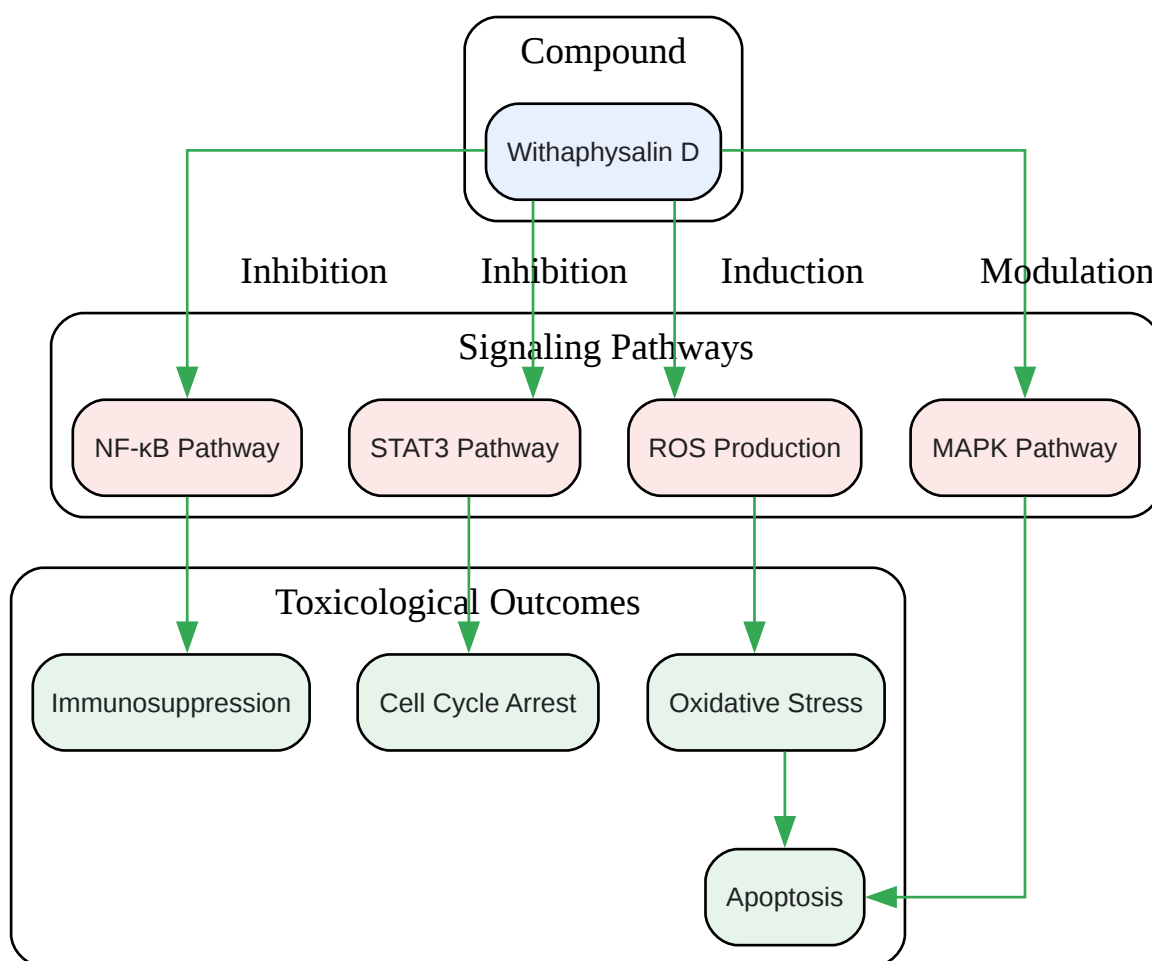 Compound
Withaphysalin D
Inhibition Inhibition Induction Modulation
Signaling Pathways
NF-κB Pathway STAT3 Pathway ROS Production MAPK Pathway
Toxicological Outcomes
Immunosuppression Cell Cycle Arrest Oxidative Stress
Apoptosis